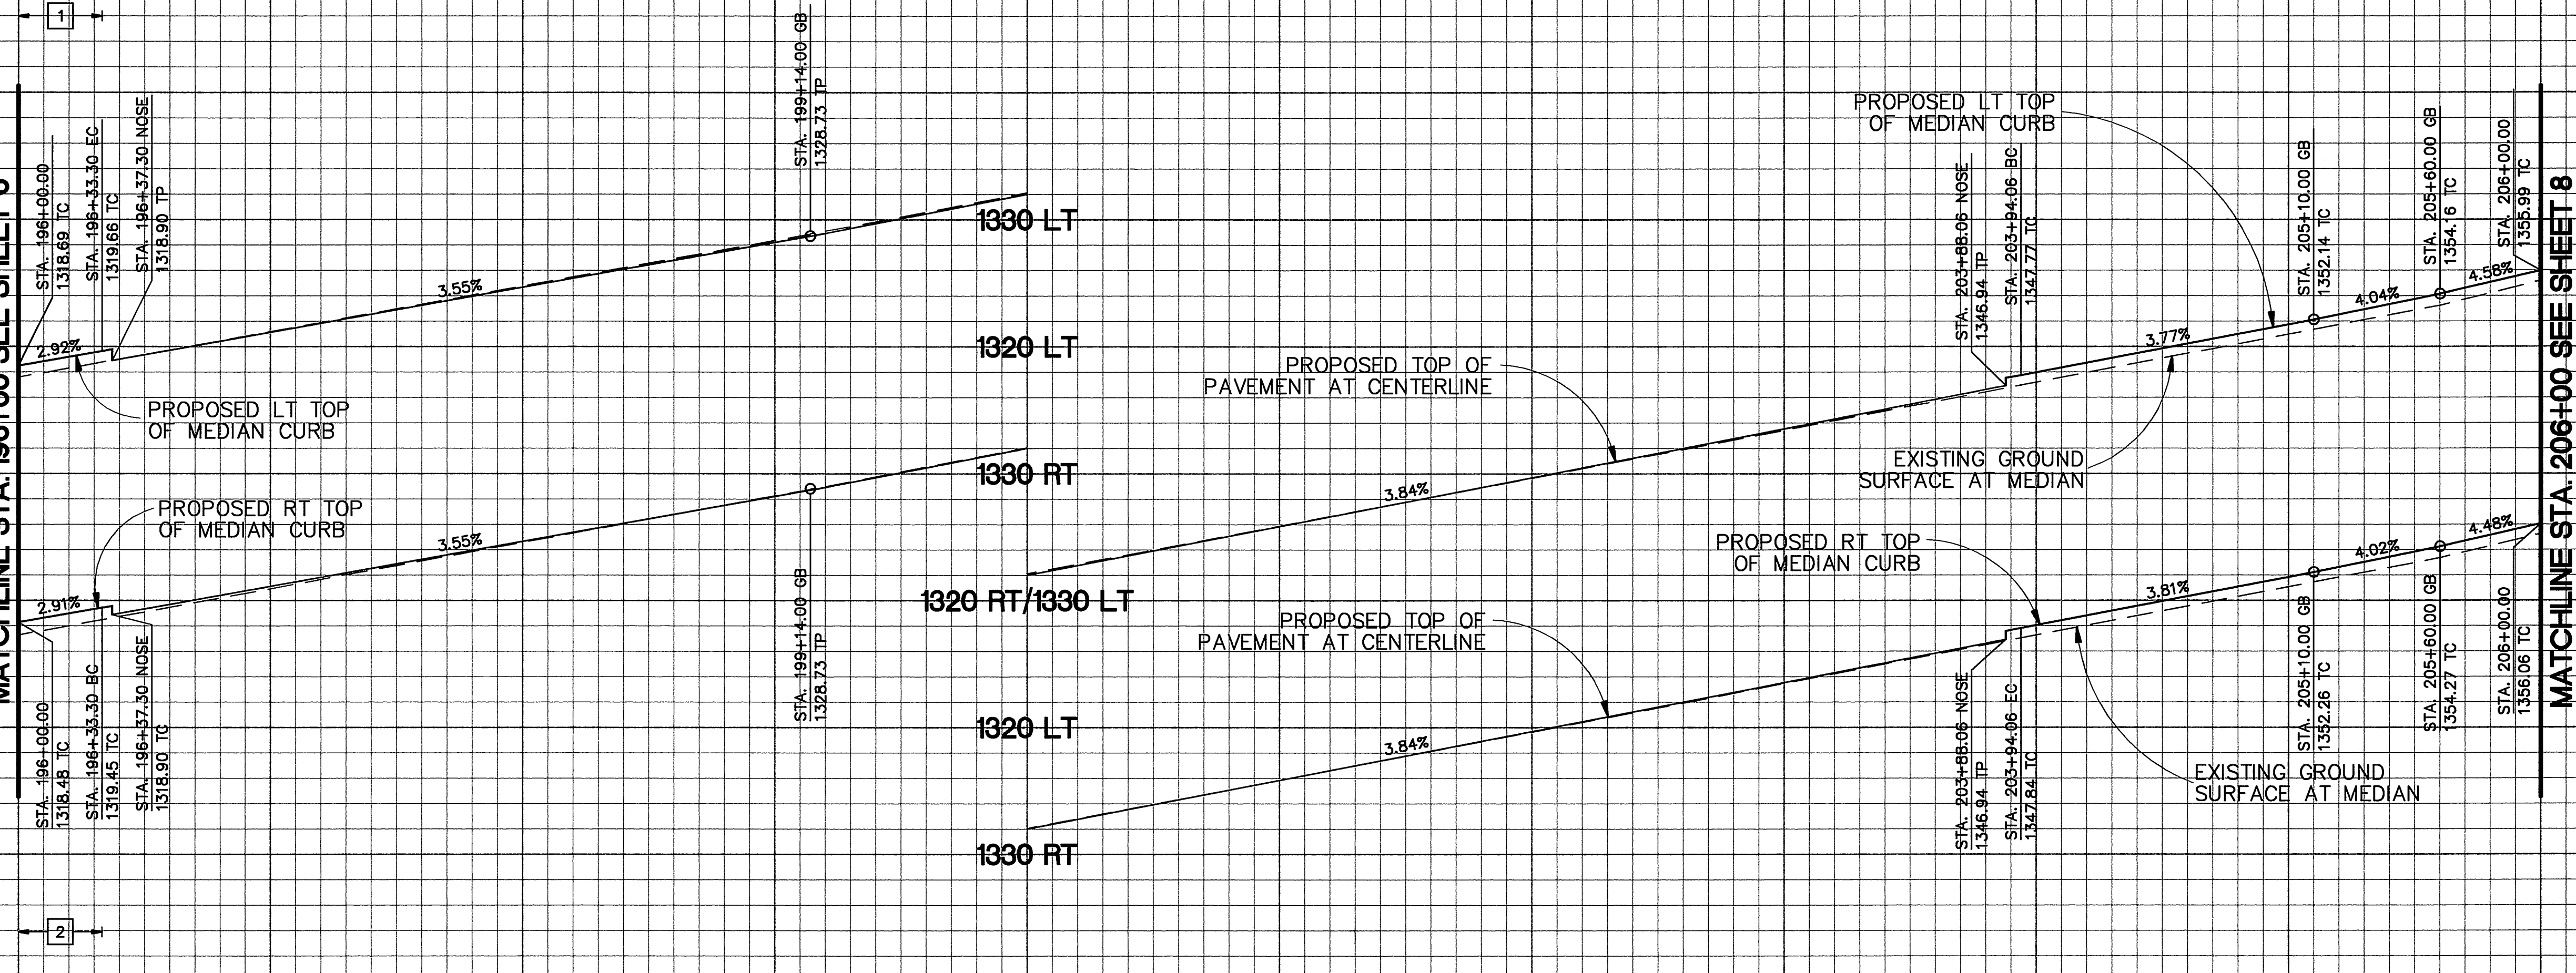 1
STA. 199+14.00 GB
1328.73 TP
STA. 196+00.00
1318.69 TC
STA. 196+33.30 EC
1319.66 TC
STA. 196+37.30 NOSE
1318.90 TP
2.92%
3.55%
PROPOSED LT TOP
OF MEDIAN CURB
1330 LT
1320 LT
PROPOSED TOP OF
PAVEMENT AT CENTERLINE
3.84%
PROPOSED LT TOP
OF MEDIAN CURB
STA. 203+88.06 NOSE
1346.94 TP
STA. 203+94.06 BC
1347.77 TC
STA. 205+10.00 GB
1352.14 TC
STA. 205+60.00 GB
1354.16 TC
STA. 206+00.00
1355.99 TC
3.77%
4.04%
4.58%
EXISTING GROUND
SURFACE AT MEDIAN
MATCHLINE STA. 206+00 SEE SHEET 8
PROPOSED RT TOP
OF MEDIAN CURB
2.91%
3.55%
STA. 196+00.00
1318.48 TC
STA. 196+33.30 BC
1319.45 TC
STA. 196+37.30 NOSE
1318.90 TC
STA. 199+14.00 GB
1328.73 TP
1330 RT
1320 RT/1330 LT
1320 LT
1330 RT
PROPOSED TOP OF
PAVEMENT AT CENTERLINE
3.84%
PROPOSED RT TOP
OF MEDIAN CURB
3.81%
4.02%
4.48%
STA. 203+88.06 NOSE
1346.94 TP
STA. 203+94.06 EC
1347.84 TC
STA. 205+10.00 GB
1352.26 TC
STA. 205+60.00 GB
1354.27 TC
STA. 206+00.00
1356.06 TC
EXISTING GROUND
SURFACE AT MEDIAN
2